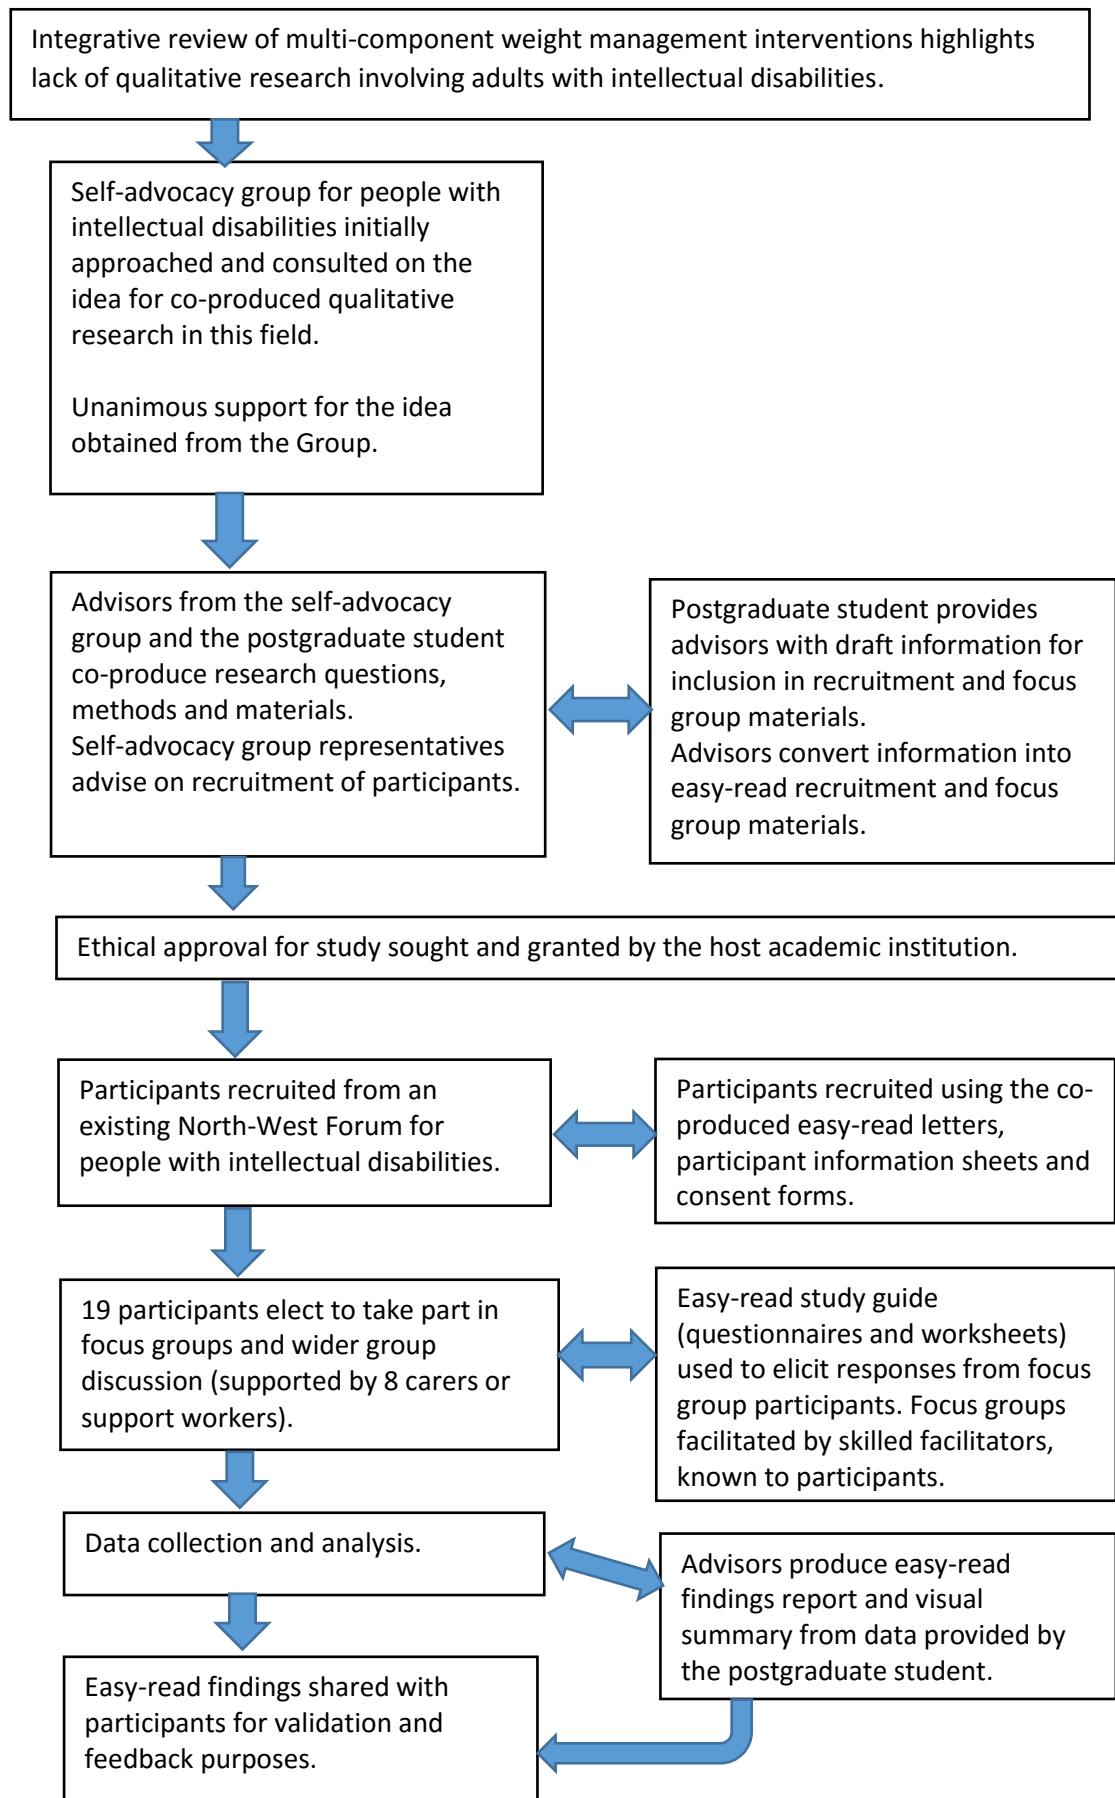 Integrative review of multi-component weight management interventions highlights
lack of qualitative research involving adults with intellectual disabilities.
Self-advocacy group for people with
intellectual disabilities initially
approached and consulted on the
idea for co-produced qualitative
research in this field.
Unanimous support for the idea
obtained from the Group.
Advisors from the self-advocacy
group and the postgraduate student
co-produce research questions,
methods and materials.
Self-advocacy group representatives
advise on recruitment of participants.
Postgraduate student provides
advisors with draft information for
inclusion in recruitment and focus
group materials.
Advisors convert information into
easy-read recruitment and focus
group materials.
Ethical approval for study sought and granted by the host academic institution.
Participants recruited from an
existing North-West Forum for
people with intellectual disabilities.
Participants recruited using the co-
produced easy-read letters,
participant information sheets and
consent forms.
19 participants elect to take part in
focus groups and wider group
discussion (supported by 8 carers or
support workers).
Easy-read study guide
(questionnaires and worksheets)
used to elicit responses from focus
group participants. Focus groups
facilitated by skilled facilitators,
known to participants.
Data collection and analysis.
Advisors produce easy-read
findings report and visual
summary from data provided by
the postgraduate student.
Easy-read findings shared with
participants for validation and
feedback purposes.